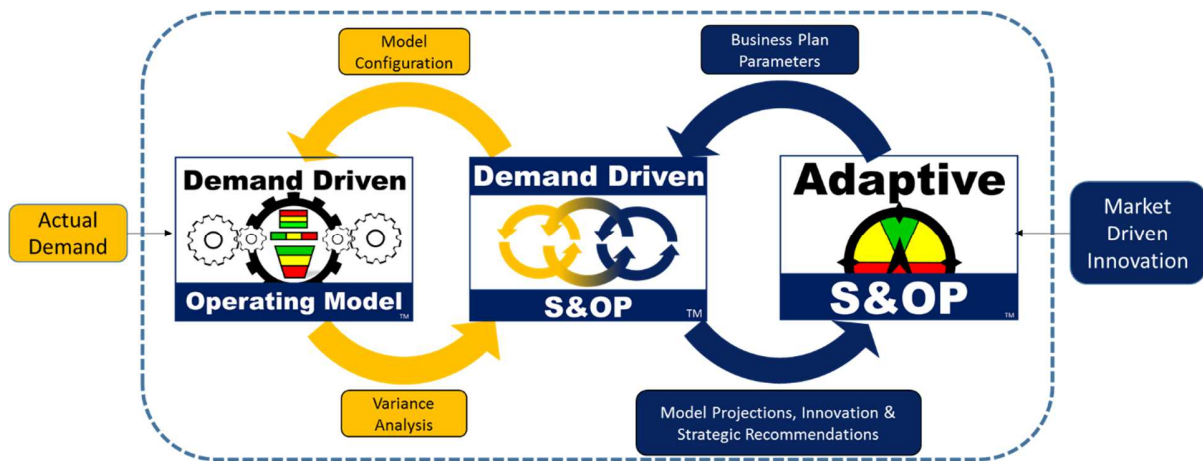 Model
Configuration
Business Plan
Parameters
Actual
Demand
Demand Driven
Operating Model
TM
Demand Driven
S&OP
TM
Adaptive
S&OP
TM
Market
Driven
Innovation
Variance
Analysis
Model Projections, Innovation &
Strategic Recommendations